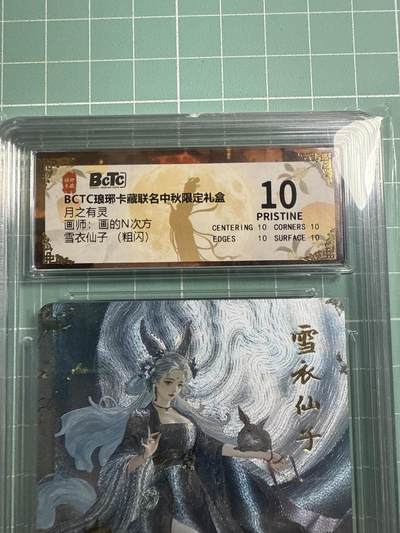 BCTC
BCTC琅琊卡藏联名中秋限定礼盒
月之有灵
画师：画的N次方
雪衣仙子（粗闪）
10
PRISTINE
CENTERING 10 CORNERS 10
EDGES 10 SURFACE 10
雪衣仙子